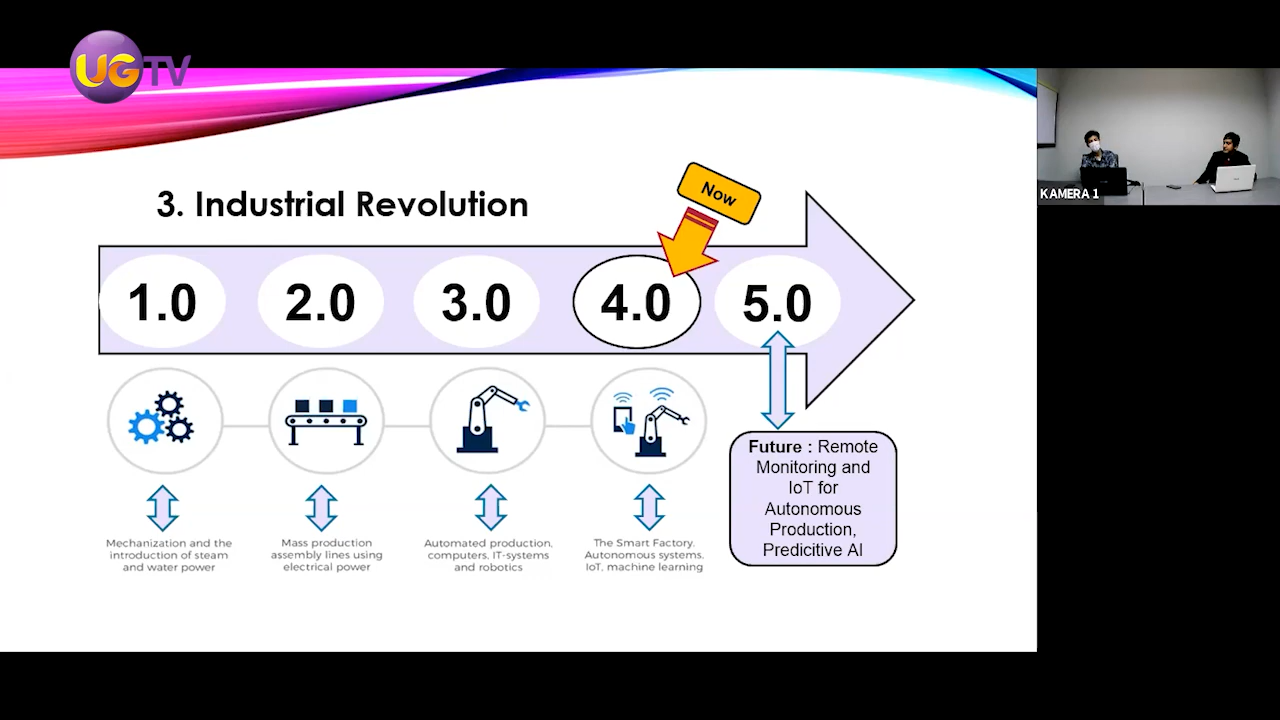 UGTV
KAMERA 1
3. Industrial Revolution
Now
1.0
2.0
3.0
4.0
5.0
Mechanization and the
introduction of steam
and water power
Mass production
assembly lines using
electrical power
Automated production,
computers, IT-systems
and robotics
The Smart Factory.
Autonomous systems,
IoT, machine learning
Future : Remote
Monitoring and
IoT for
Autonomous
Production,
Predicitive AI